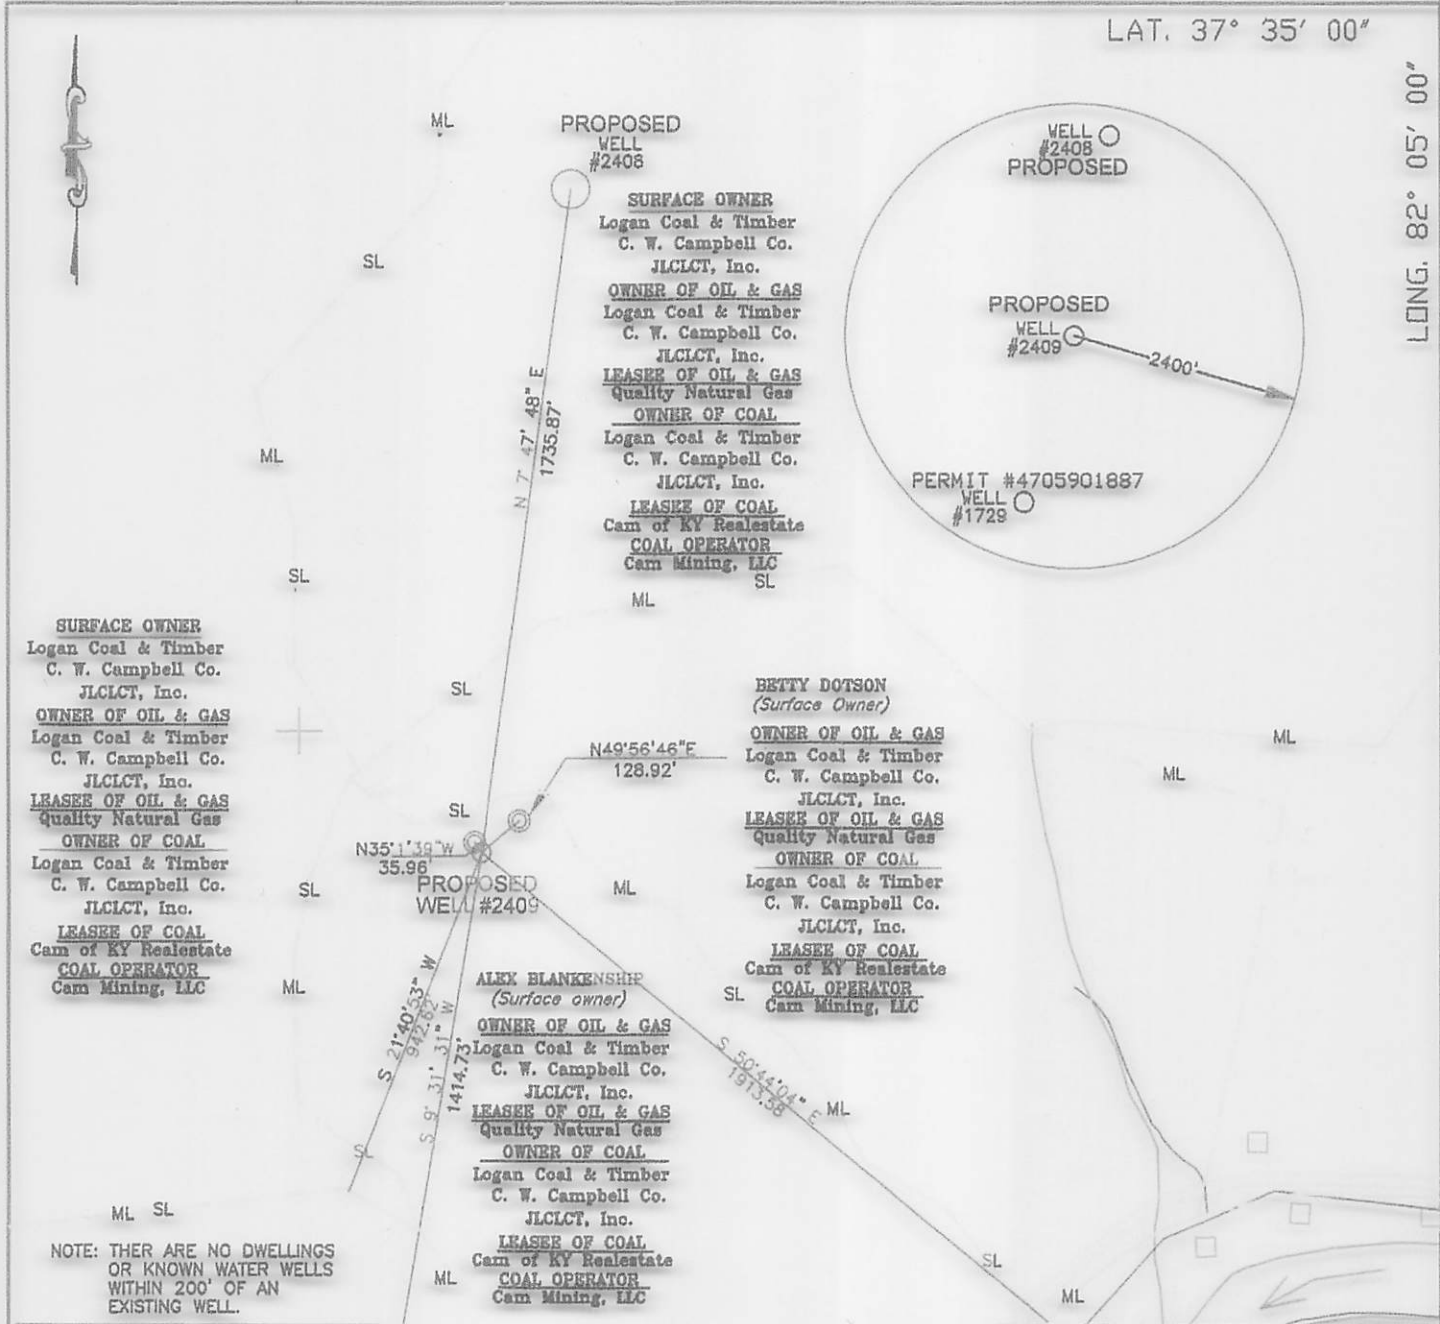 LAT. 37° 35' 00"
LONG. 82° 05' 00"
ML
PROPOSED
WELL
#2408
WELL
#2408
PROPOSED
SURFACE OWNER
Logan Coal & Timber
C. W. Campbell Co.
JLCLCT, Inc.
OWNER OF OIL & GAS
Logan Coal & Timber
C. W. Campbell Co.
JLCLCT, Inc.
LEASEE OF OIL & GAS
Quality Natural Gas
OWNER OF COAL
Logan Coal & Timber
C. W. Campbell Co.
JLCLCT, Inc.
LEASEE OF COAL
Cam of KY Realestate
COAL OPERATOR
Cam Mining, LLC
SL
ML
SL
PROPOSED
WELL
#2409
2400'
N 7° 47' 48" E
1735.87'
ML
PERMIT #4705901887
WELL
#1729
SL
SURFACE OWNER
Logan Coal & Timber
C. W. Campbell Co.
JLCLCT, Inc.
OWNER OF OIL & GAS
Logan Coal & Timber
C. W. Campbell Co.
JLCLCT, Inc.
LEASEE OF OIL & GAS
Quality Natural Gas
OWNER OF COAL
Logan Coal & Timber
C. W. Campbell Co.
JLCLCT, Inc.
LEASEE OF COAL
Cam of KY Realestate
COAL OPERATOR
Cam Mining, LLC
SL
BETTY DOTSON
(Surface Owner)
OWNER OF OIL & GAS
Logan Coal & Timber
C. W. Campbell Co.
JLCLCT, Inc.
LEASEE OF OIL & GAS
Quality Natural Gas
OWNER OF COAL
Logan Coal & Timber
C. W. Campbell Co.
JLCLCT, Inc.
LEASEE OF COAL
Cam of KY Realestate
COAL OPERATOR
Cam Mining, LLC
ML
ML
N49°56'46"E
128.92'
SL
N35°1'39"W
35.96'
PROPOSED
WELL #2409
SL
ML
ML
SL
S 21°40'53" W
942.62'
S 9° 31' 31" W
1414.73'
ALEX BLANKENSHIP
(Surface owner)
OWNER OF OIL & GAS
Logan Coal & Timber
C. W. Campbell Co.
JLCLCT, Inc.
LEASEE OF OIL & GAS
Quality Natural Gas
OWNER OF COAL
Logan Coal & Timber
C. W. Campbell Co.
JLCLCT, Inc.
LEASEE OF COAL
Cam of KY Realestate
COAL OPERATOR
Cam Mining, LLC
S 50°44'04" E
1913.58
ML
SL
ML SL
NOTE: THER ARE NO DWELLINGS
OR KNOWN WATER WELLS
WITHIN 200' OF AN
EXISTING WELL.
ML
SL
ML